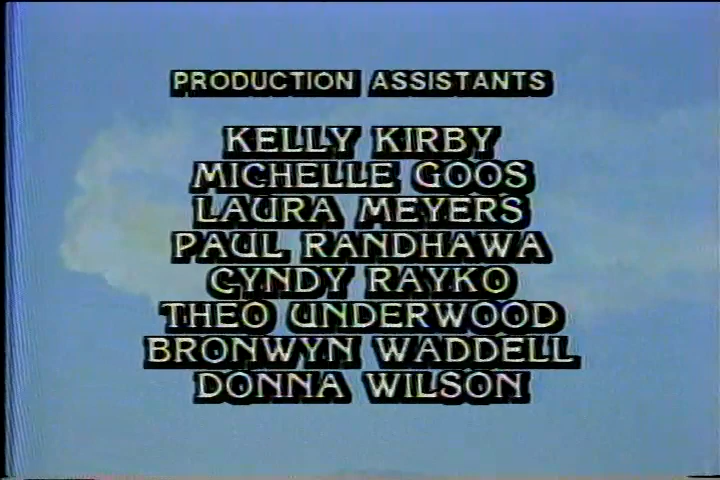 PRODUCTION ASSISTANTS
KELLY KIRBY
MICHELLE GOOS
LAURA MEYERS
PAUL RANDHAWA
CYNDY RAYKO
THEO UNDERWOOD
BRONWYN WADDELL
DONNA WILSON